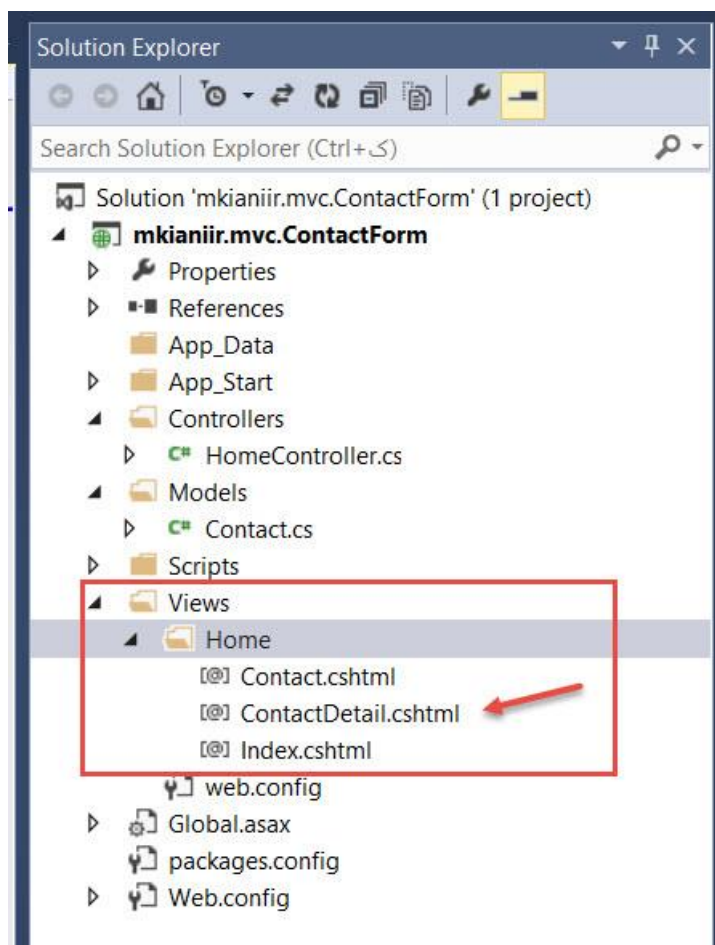 Solution Explorer
Search Solution Explorer (Ctrl+ک)
Solution 'mkianiir.mvc.ContactForm' (1 project)
mkianiir.mvc.ContactForm
Properties
References
App_Data
App_Start
Controllers
C# HomeController.cs
Models
C# Contact.cs
Scripts
Views
Home
[@] Contact.cshtml
[@] ContactDetail.cshtml
[@] Index.cshtml
web.config
Global.asax
packages.config
Web.config